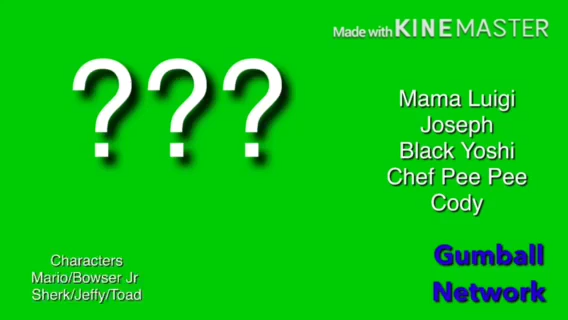 Made with KINEMASTER
???
Mama Luigi
Joseph
Black Yoshi
Chef Pee Pee
Cody
Characters
Mario/Bowser Jr
Sherk/Jeffy/Toad
Gumball
Network